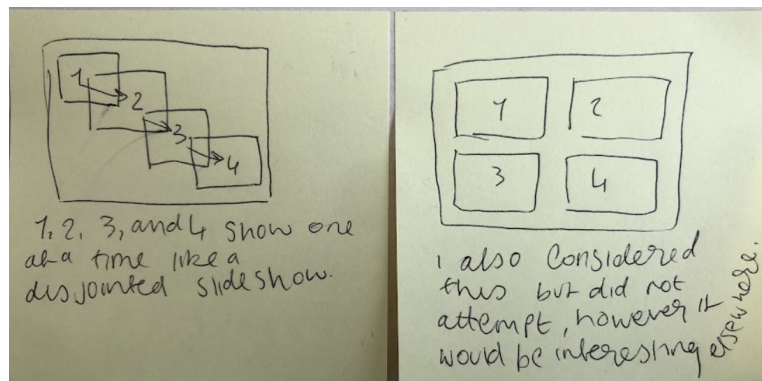 1
2
3
4
1, 2, 3, and 4 show one
at a time like a
disjointed slideshow.
1
2
3
4
i also considered
this but did not
attempt, however it
would be interesting elsewhere.